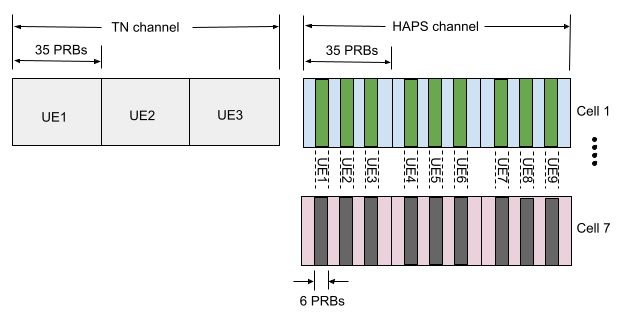 TN channel
HAPS channel
35 PRBs
35 PRBs
UE1
UE2
UE3
Cell 1
UE1
UE2
UE3
UE4
UE5
UE6
UE7
UE8
UE9
Cell 7
6 PRBs